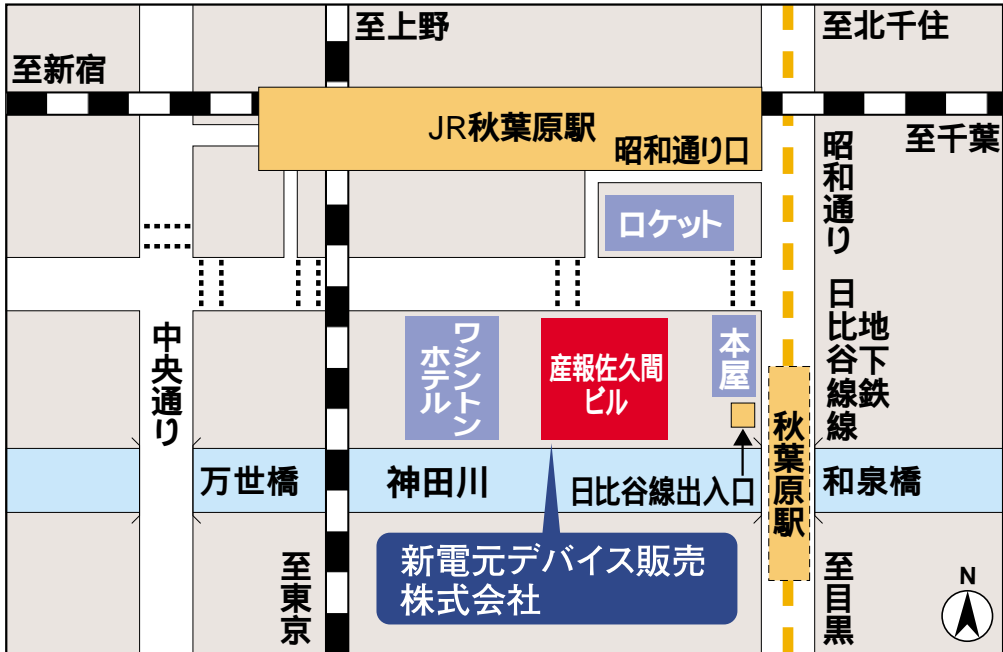 至上野
至北千住
至新宿
JR秋葉原駅
昭和通り口
至千葉
昭和通り
ロケット
地下鉄
日比谷線線
中央通り
ワシントン
ホテル
産報佐久間
ビル
本屋
秋葉原駅
万世橋
神田川
日比谷線出入口
和泉橋
新電元デバイス販売
株式会社
至東京
至目黒
N